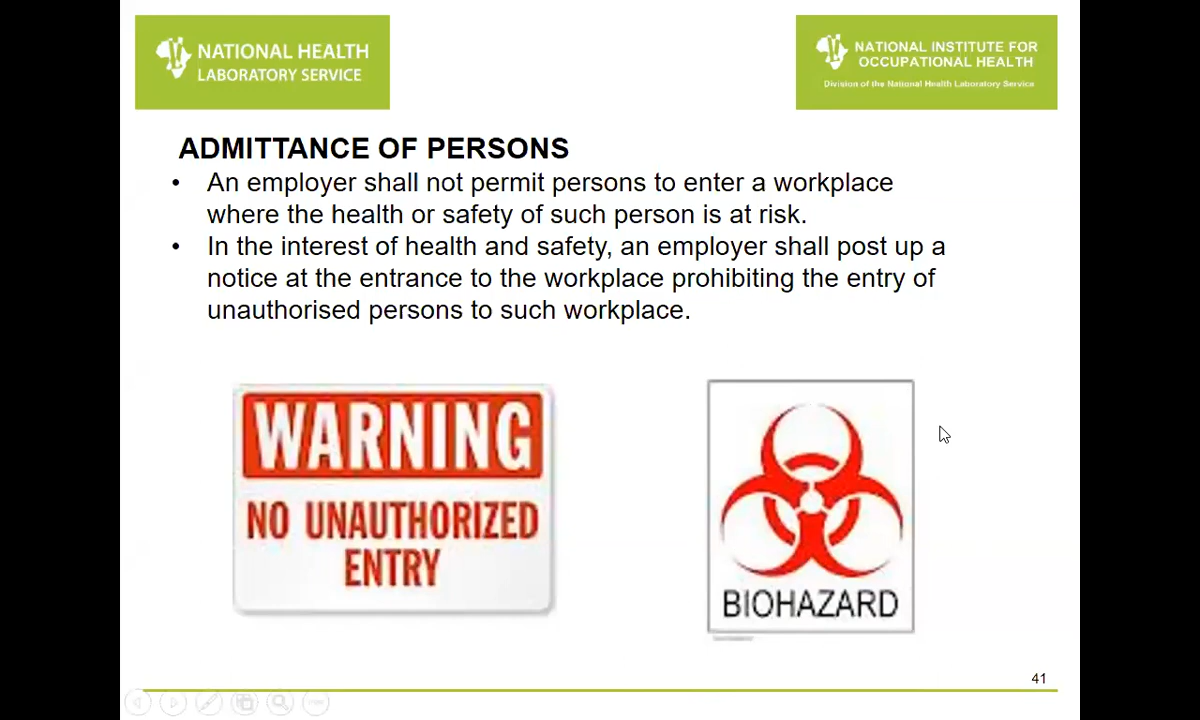 NATIONAL HEALTH
LABORATORY SERVICE
NATIONAL INSTITUTE FOR
OCCUPATIONAL HEALTH
Division of the National Health Laboratory Service
ADMITTANCE OF PERSONS
• An employer shall not permit persons to enter a workplace
where the health or safety of such person is at risk.
• In the interest of health and safety, an employer shall post up a
notice at the entrance to the workplace prohibiting the entry of
unauthorised persons to such workplace.
WARNING
NO UNAUTHORIZED
ENTRY
BIOHAZARD
41